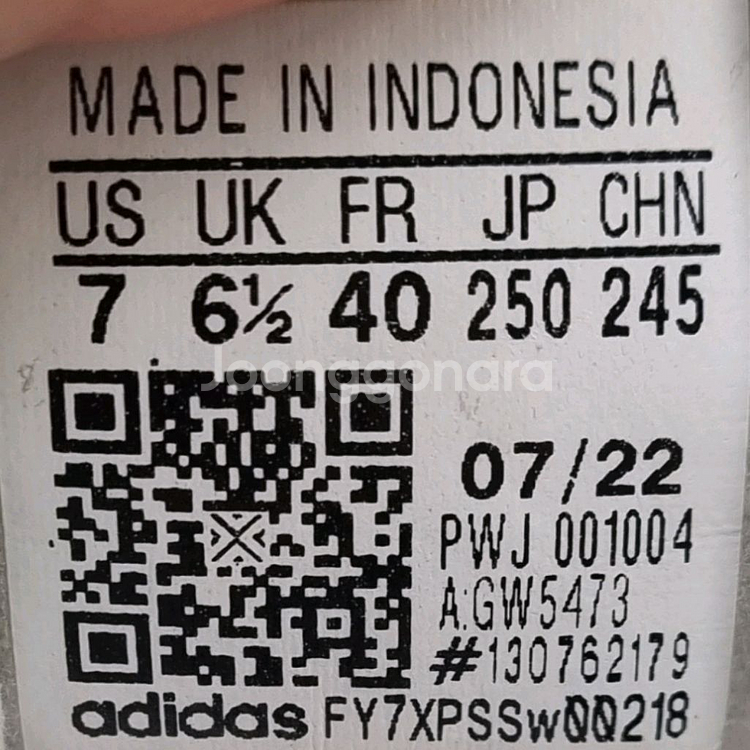 MADE IN INDONESIA
US UK FR JP CHN
7 6½ 40 250 245
Joonggonara
07/22
PWJ 001004
A:GW5473
#130762179
adidas FY7XPSSw00218